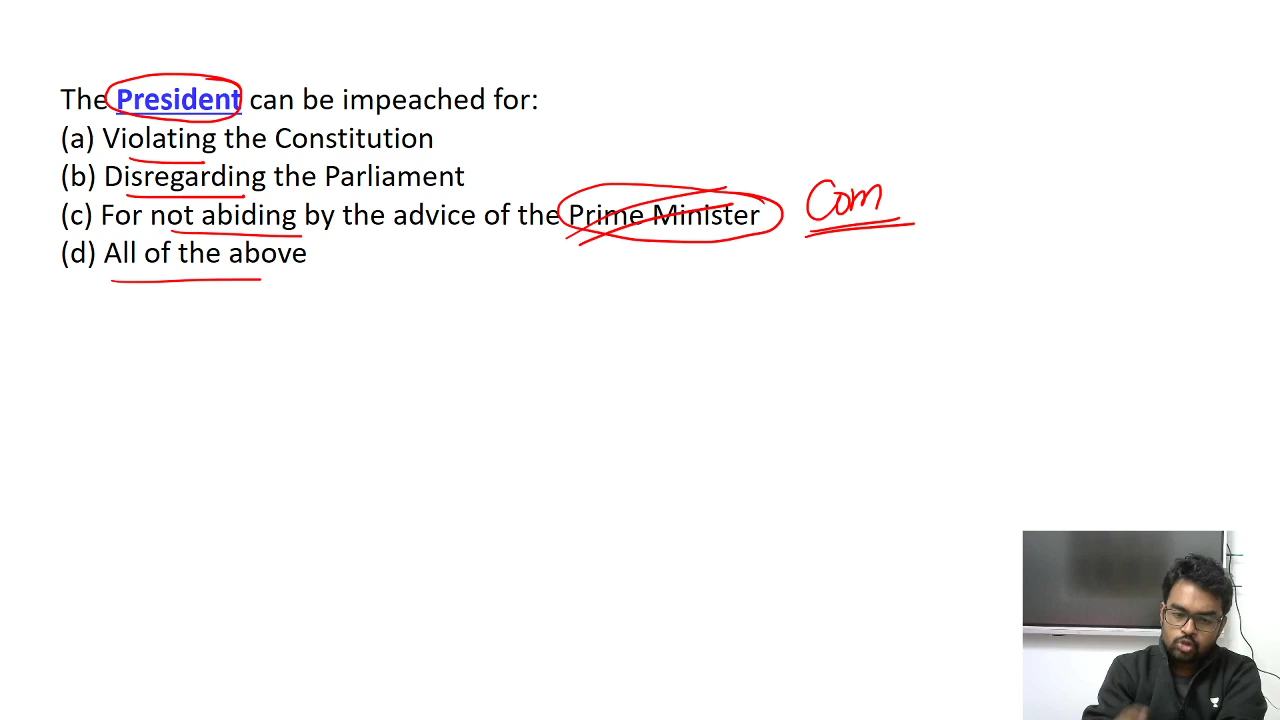 The President can be impeached for:
(a) Violating the Constitution
(b) Disregarding the Parliament
(c) For not abiding by the advice of the Prime Minister Com
(d) All of the above